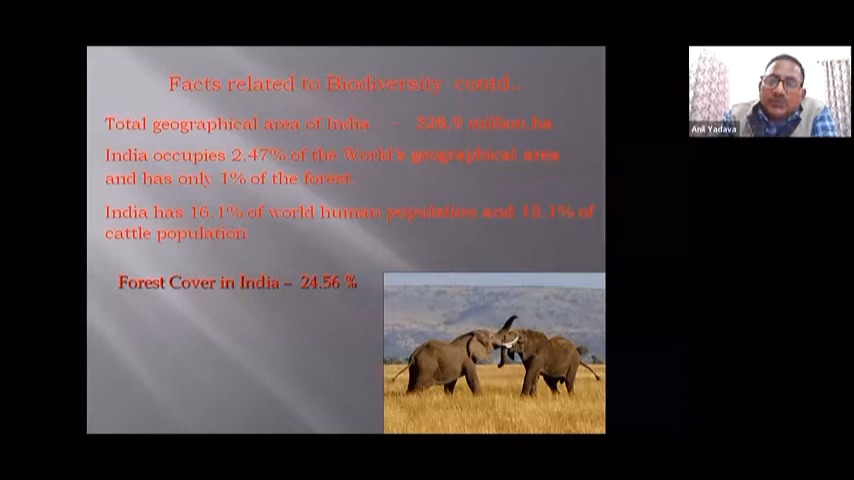 Facts related to Biodiversity contd..
Total geographical area of India - 328.9 million.ha
India occupies 2.47% of the World's geographical area
and has only 1% of the forest.
India has 16.1% of world human population and 15.1% of
cattle population
Forest Cover in India – 24.56 %
Anil Yadava